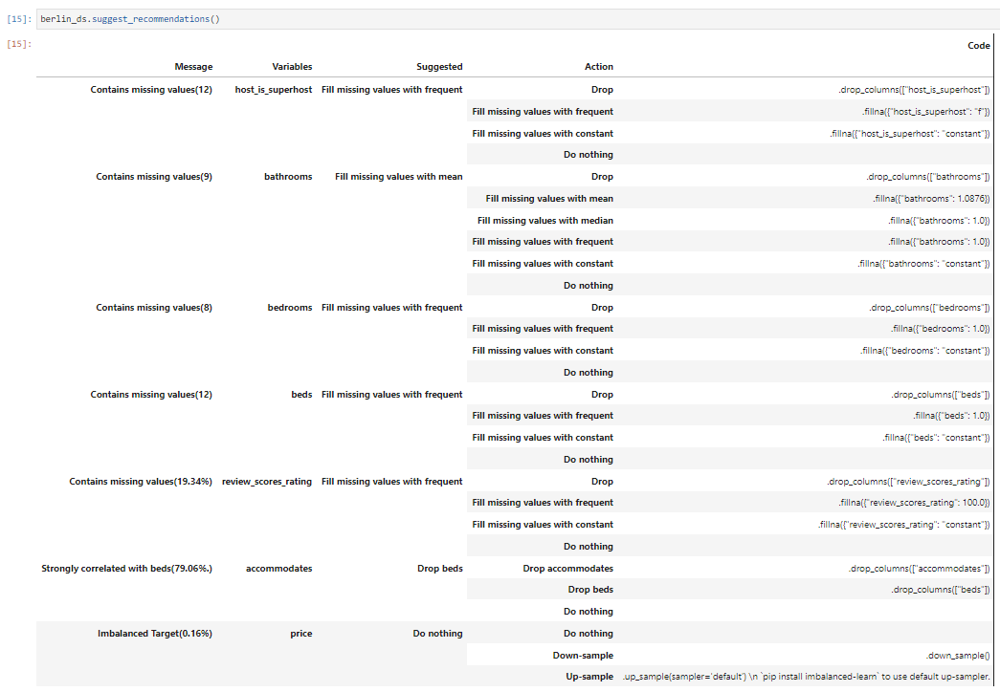 [15]: berlin_ds.suggest_recommendations()
[15]:
Code
Message Variables Suggested Action
Contains missing values(12) host_is_superhost Fill missing values with frequent Drop .drop_columns(["host_is_superhost"])
Fill missing values with frequent .fillna({"host_is_superhost": "f"})
Fill missing values with constant .fillna({"host_is_superhost": "constant"})
Do nothing
Contains missing values(9) bathrooms Fill missing values with mean Drop .drop_columns(["bathrooms"])
Fill missing values with mean .fillna({"bathrooms": 1.0876})
Fill missing values with median .fillna({"bathrooms": 1.0})
Fill missing values with frequent .fillna({"bathrooms": 1.0})
Fill missing values with constant .fillna({"bathrooms": "constant"})
Do nothing
Contains missing values(8) bedrooms Fill missing values with frequent Drop .drop_columns(["bedrooms"])
Fill missing values with frequent .fillna({"bedrooms": 1.0})
Fill missing values with constant .fillna({"bedrooms": "constant"})
Do nothing
Contains missing values(12) beds Fill missing values with frequent Drop .drop_columns(["beds"])
Fill missing values with frequent .fillna({"beds": 1.0})
Fill missing values with constant .fillna({"beds": "constant"})
Do nothing
Contains missing values(19.34%) review_scores_rating Fill missing values with frequent Drop .drop_columns(["review_scores_rating"])
Fill missing values with frequent .fillna({"review_scores_rating": 100.0})
Fill missing values with constant .fillna({"review_scores_rating": "constant"})
Do nothing
Strongly correlated with beds(79.06%.) accommodates Drop beds Drop accommodates .drop_columns(["accommodates"])
Drop beds .drop_columns(["beds"])
Do nothing
Imbalanced Target(0.16%) price Do nothing Do nothing
Down-sample .down_sample()
Up-sample .up_sample(sampler='default') \n `pip install imbalanced-learn` to use default up-sampler.